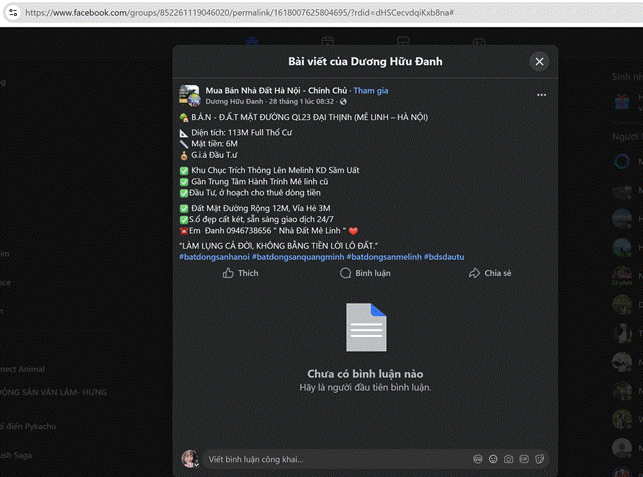 https://www.facebook.com/groups/852261119046020/permalink/1618007625804695/?rdid=dHSCecvdqiKxb8na#
Bài viết của Dương Hữu Đanh
Mua Bán Nhà Đất Hà Nội - Chính Chủ · Tham gia
Dương Hữu Đanh · 28 tháng 1 lúc 08:32 ·
🏡 B.À.N - Đ.Ấ.T MẶT ĐƯỜNG QL23 ĐẠI THỊNH (MÊ LINH – HÀ NỘI)
📐 Diện tích: 113M Full Thổ Cư
📏 Mặt tiền: 6M
💰 G.i.á Đầu T.ư
✅ Khu Chục Trích Thông Lên Melinh KD Sầm Uất
✅ Gần Trung Tâm Hành Trính Mê linh cũ
✅Đầu Tư, ở hoạch cho thuê dòng tiền
✅ Đất Mặt Đường Rộng 12M, Vỉa Hè 3M
✅S.ổ đẹp cất két, sẵn sàng giao dịch 24/7
☎️Em Đanh 0946738656 " Nhà Đất Mê Linh " ❤️
"LÀM LỤNG CẢ ĐỜI, KHÔNG BẰNG TIỀN LỜI LÔ ĐẤT."
#batdongsanhanoi #batdongsanquangminh #batdongsanmelinh #bdsdautu
Thích
Bình luận
Chia sẻ
Chưa có bình luận nào
Hãy là người đầu tiên bình luận.
Viết bình luận công khai...
Sinh nh
Người l
nect Animal
ỘNG SẢN VĂN LÂM- HƯNG
ổ điển Pykachu
ush Saga